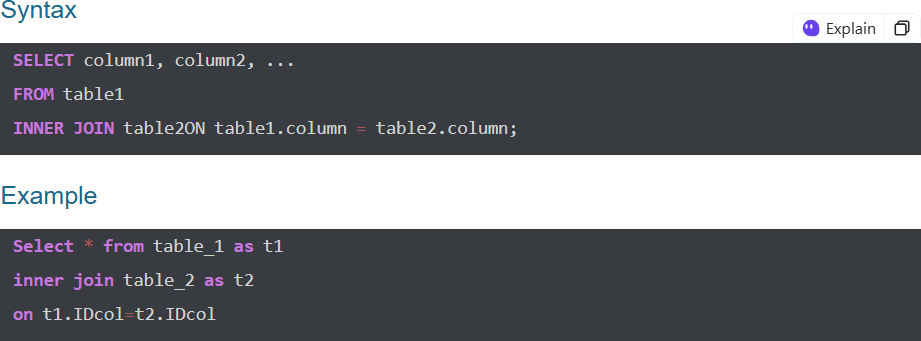 Syntax
Explain
SELECT column1, column2, ...
FROM table1
INNER JOIN table2ON table1.column = table2.column;
Example
Select * from table_1 as t1
inner join table_2 as t2
on t1.IDcol=t2.IDcol